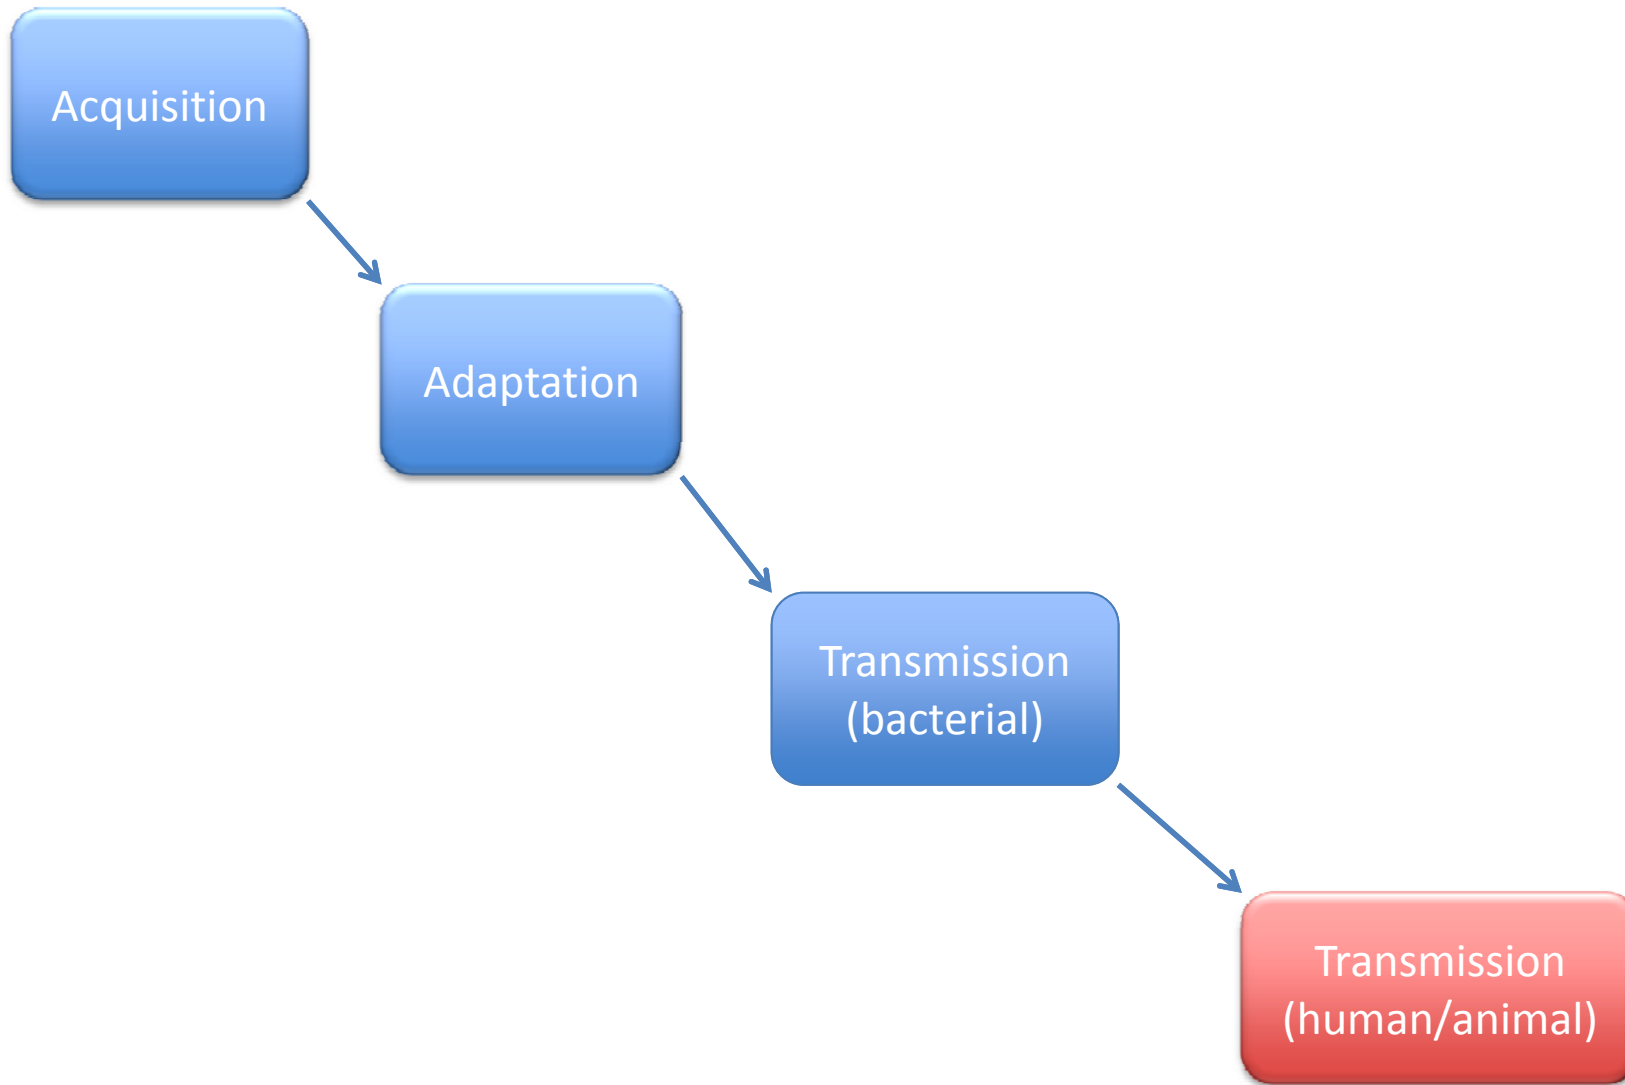 Acquisition
Adaptation
Transmission
(bacterial)
Transmission
(human/animal)